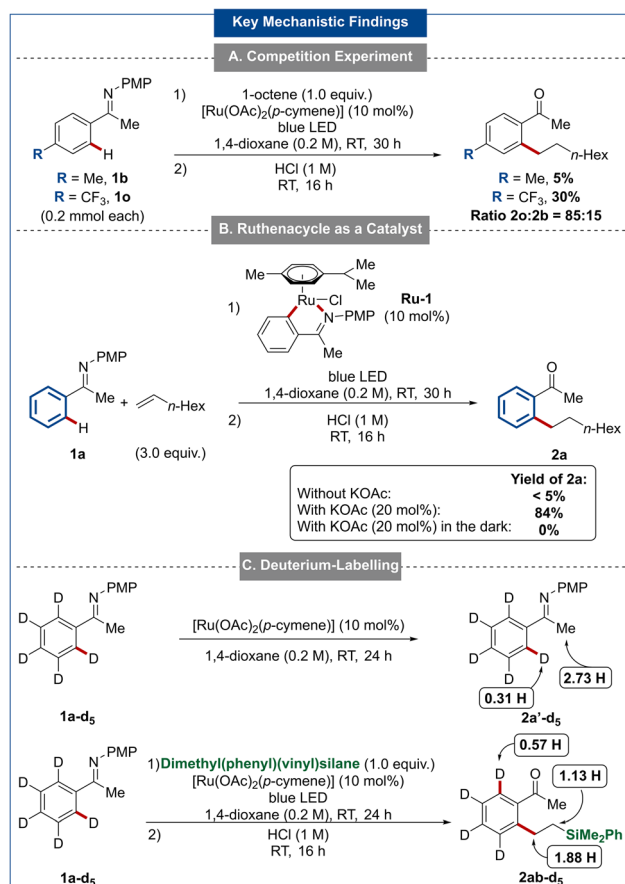 Key Mechanistic Findings
A. Competition Experiment
N PMP
Me
H
R
R = Me, 1b
R = CF3, 1o
(0.2 mmol each)
1) 1-octene (1.0 equiv.)
[Ru(OAc)2(p-cymene)] (10 mol%)
blue LED
1,4-dioxane (0.2 M), RT, 30 h
2) HCl (1 M)
RT, 16 h
O
Me
R
n-Hex
R = Me, 5%
R = CF3, 30%
Ratio 2o:2b = 85:15
B. Ruthenacycle as a Catalyst
1)
Me
Me
Me
Ru Cl
N PMP
Me
Ru-1
(10 mol%)
blue LED
1,4-dioxane (0.2 M), RT, 30 h
2) HCl (1 M)
RT, 16 h
N PMP
Me
H
1a
+
n-Hex
(3.0 equiv.)
O
Me
n-Hex
2a
Yield of 2a:
Without KOAc: < 5%
With KOAc (20 mol%): 84%
With KOAc (20 mol%) in the dark: 0%
C. Deuterium-Labelling
D N PMP
D Me
D D
D
1a-d5
[Ru(OAc)2(p-cymene)] (10 mol%)
1,4-dioxane (0.2 M), RT, 24 h
D N PMP
D Me
D D
D
0.31 H
2.73 H
2a'-d5
D N PMP
D Me
D D
D
1a-d5
1) Dimethyl(phenyl)(vinyl)silane (1.0 equiv.)
[Ru(OAc)2(p-cymene)] (10 mol%)
blue LED
1,4-dioxane (0.2 M), RT, 24 h
2) HCl (1 M)
RT, 16 h
0.57 H
D O
1.13 H
D Me
D
D
SiMe2Ph
1.88 H
2ab-d5